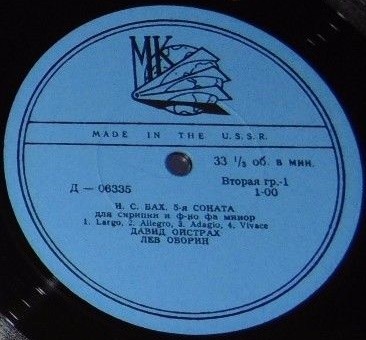 МК
MADE IN THE U.S.S.R.
33 1/3 об. в мин.
Д — 06335
Вторая гр.-1
1-00
И. С. БАХ. 5-я СОНАТА
для скрипки и ф-но фа минор
1. Largo, 2. Allegro, 3. Adagio, 4. Vivace
ДАВИД ОЙСТРАХ
ЛЕВ ОБОРИН